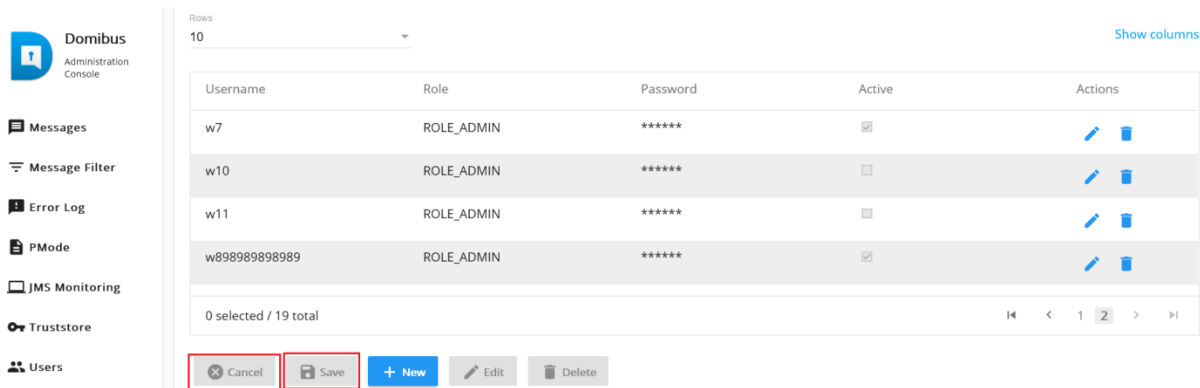 Domibus
Administration
Console
Messages
Message Filter
Error Log
PMode
JMS Monitoring
Truststore
Users
Rows
10
Show columns
Username Role Password Active Actions
w7 ROLE_ADMIN ******
w10 ROLE_ADMIN ******
w11 ROLE_ADMIN ******
w898989898989 ROLE_ADMIN ******
0 selected / 19 total 1 2
Cancel Save + New Edit Delete